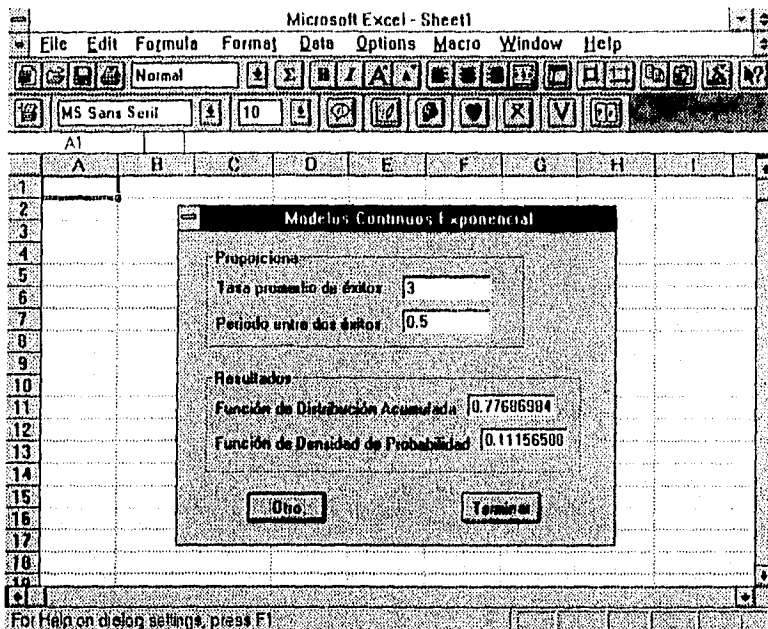 Microsoft Excel - Sheet1
File Edit Formula Format Data Options Macro Window Help
Normal Σ B I A A
MS Sans Serif 10
A1
A B C D E F G H I
1
2
3
4
5
6
7
8
9
10
11
12
13
14
15
16
17
18
19
Modelos Continuos Exponencial
Proporciona
Tasa promedio de éxitos 3
Periodo entre dos éxitos 0.5
Resultados
Función de Distribución Acumulada 0.77686984
Función de Densidad de Probabilidad 0.11156508
Otro Terminar
For Help on dialog settings, press F1